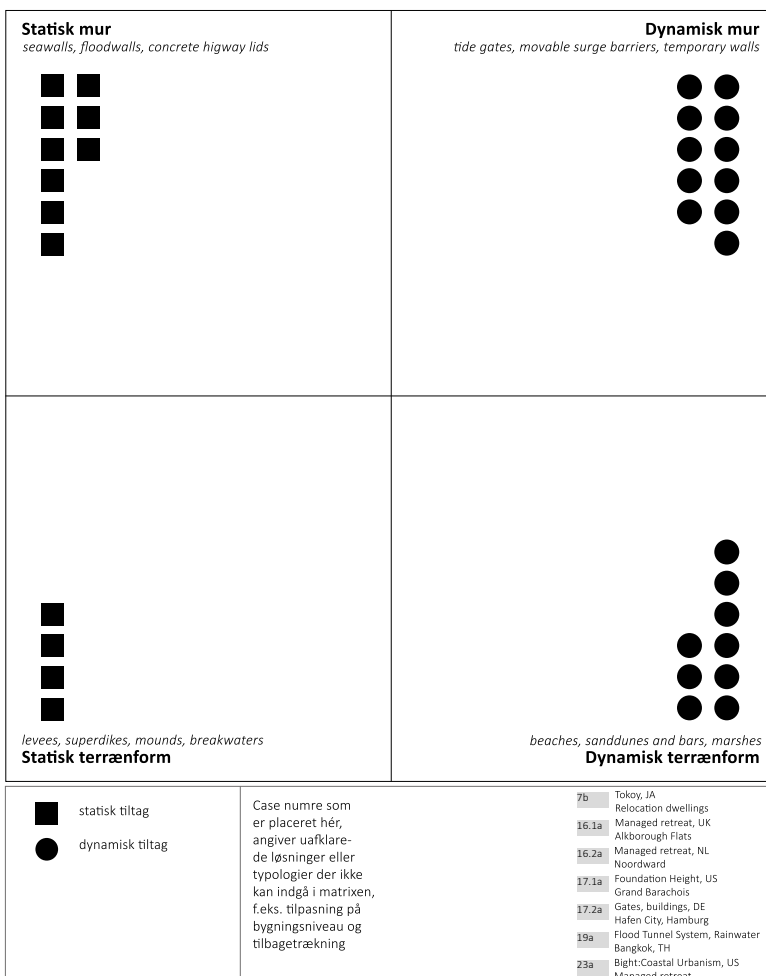 Statisk mur
seawalls, floodwalls, concrete higway lids
Dynamisk mur
tide gates, movable surge barriers, temporary walls
levees, superdikes, mounds, breakwaters
Statisk terrænform
beaches, sanddunes and bars, marshes
Dynamisk terrænform
statisk tiltag
dynamisk tiltag
Case numre som
er placeret hér,
angiver uafklare-
de løsninger eller
typologier der ikke
kan indgå i matrixen,
f.eks. tilpasning på
bygningsniveau og
tilbagetrækning
7b Tokoy, JA
Relocation dwellings
16.1a Managed retreat, UK
Alkborough Flats
16.2a Managed retreat, NL
Noordward
17.1a Foundation Height, US
Grand Barachois
17.2a Gates, buildings, DE
Hafen City, Hamburg
19a Flood Tunnel System, Rainwater
Bangkok, TH
23a Bight:Coastal Urbanism, US
Managed retreat